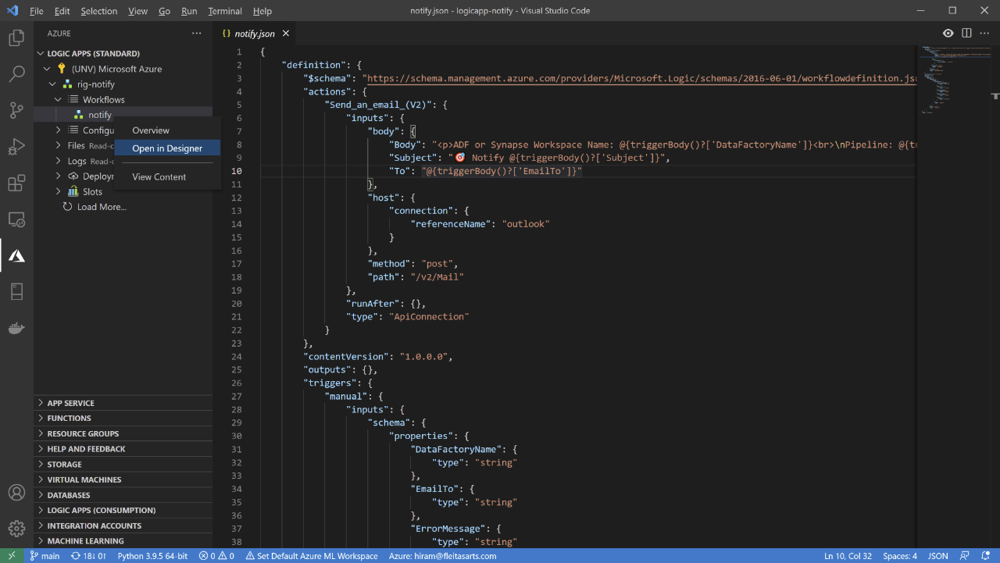 File Edit Selection View Go Run Terminal Help
notify.json - logicapp-notify - Visual Studio Code
AZURE
LOGIC APPS (STANDARD)
(UNV) Microsoft Azure
rig-notify
Workflows
notify
Configu
Files Read-c
Logs Read-c
Deployr
Slots
Load More...
Overview
Open in Designer
View Content
APP SERVICE
FUNCTIONS
RESOURCE GROUPS
HELP AND FEEDBACK
STORAGE
VIRTUAL MACHINES
DATABASES
LOGIC APPS (CONSUMPTION)
INTEGRATION ACCOUNTS
MACHINE LEARNING
{} notify.json
1 {
2 "definition": {
3 "$schema": "https://schema.management.azure.com/providers/Microsoft.Logic/schemas/2016-06-01/workflowdefinition.jso
4 "actions": {
5 "Send_an_email_(V2)": {
6 "inputs": {
7 "body": {
8 "Body": "<p>ADF or Synapse Workspace Name: @{triggerBody()?['DataFactoryName']}<br>\nPipeline: @{tr
9 "Subject": "🎯 Notify @{triggerBody()?['Subject']}",
10 "To": "@{triggerBody()?['EmailTo']}"
11 },
12 "host": {
13 "connection": {
14 "referenceName": "outlook"
15 }
16 },
17 "method": "post",
18 "path": "/v2/Mail"
19 },
20 "runAfter": {},
21 "type": "ApiConnection"
22 }
23 },
24 "contentVersion": "1.0.0.0",
25 "outputs": {},
26 "triggers": {
27 "manual": {
28 "inputs": {
29 "schema": {
30 "properties": {
31 "DataFactoryName": {
32 "type": "string"
33 },
34 "EmailTo": {
35 "type": "string"
36 },
37 "ErrorMessage": {
38 "type": "string"
main 18↓ 0↑ Python 3.9.5 64-bit 0 0 Set Default Azure ML Workspace Azure: hiram@fleitasarts.com Ln 10, Col 32 Spaces: 4 JSON